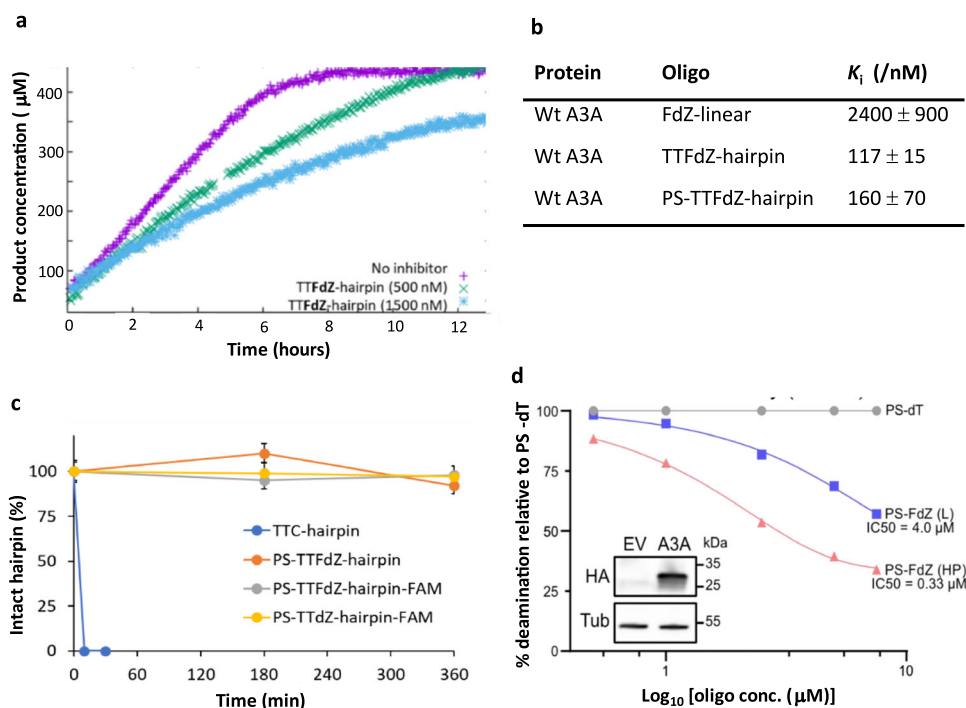 a
Product concentration ( μM)
400
300
200
100
0
2
4
6
8
10
12
Time (hours)
No inhibitor
TTFdZ-hairpin (500 nM)
TTFdZ-hairpin (1500 nM)
b
Protein Oligo Ki (/nM)
Wt A3A FdZ-linear 2400 ± 900
Wt A3A TTFdZ-hairpin 117 ± 15
Wt A3A PS-TTFdZ-hairpin 160 ± 70
c
Intact hairpin (%)
100
75
50
25
0
0 60 120 180 240 300 360
Time (min)
TTC-hairpin
PS-TTFdZ-hairpin
PS-TTFdZ-hairpin-FAM
PS-TTdZ-hairpin-FAM
d
% deamination relative to PS -dT
100
75
50
25
0
1 10
Log10 [oligo conc. (μM)]
PS-dT
PS-FdZ (L)
IC50 = 4.0 μM
PS-FdZ (HP)
IC50 = 0.33 μM
EV A3A kDa
HA
35
25
Tub
55